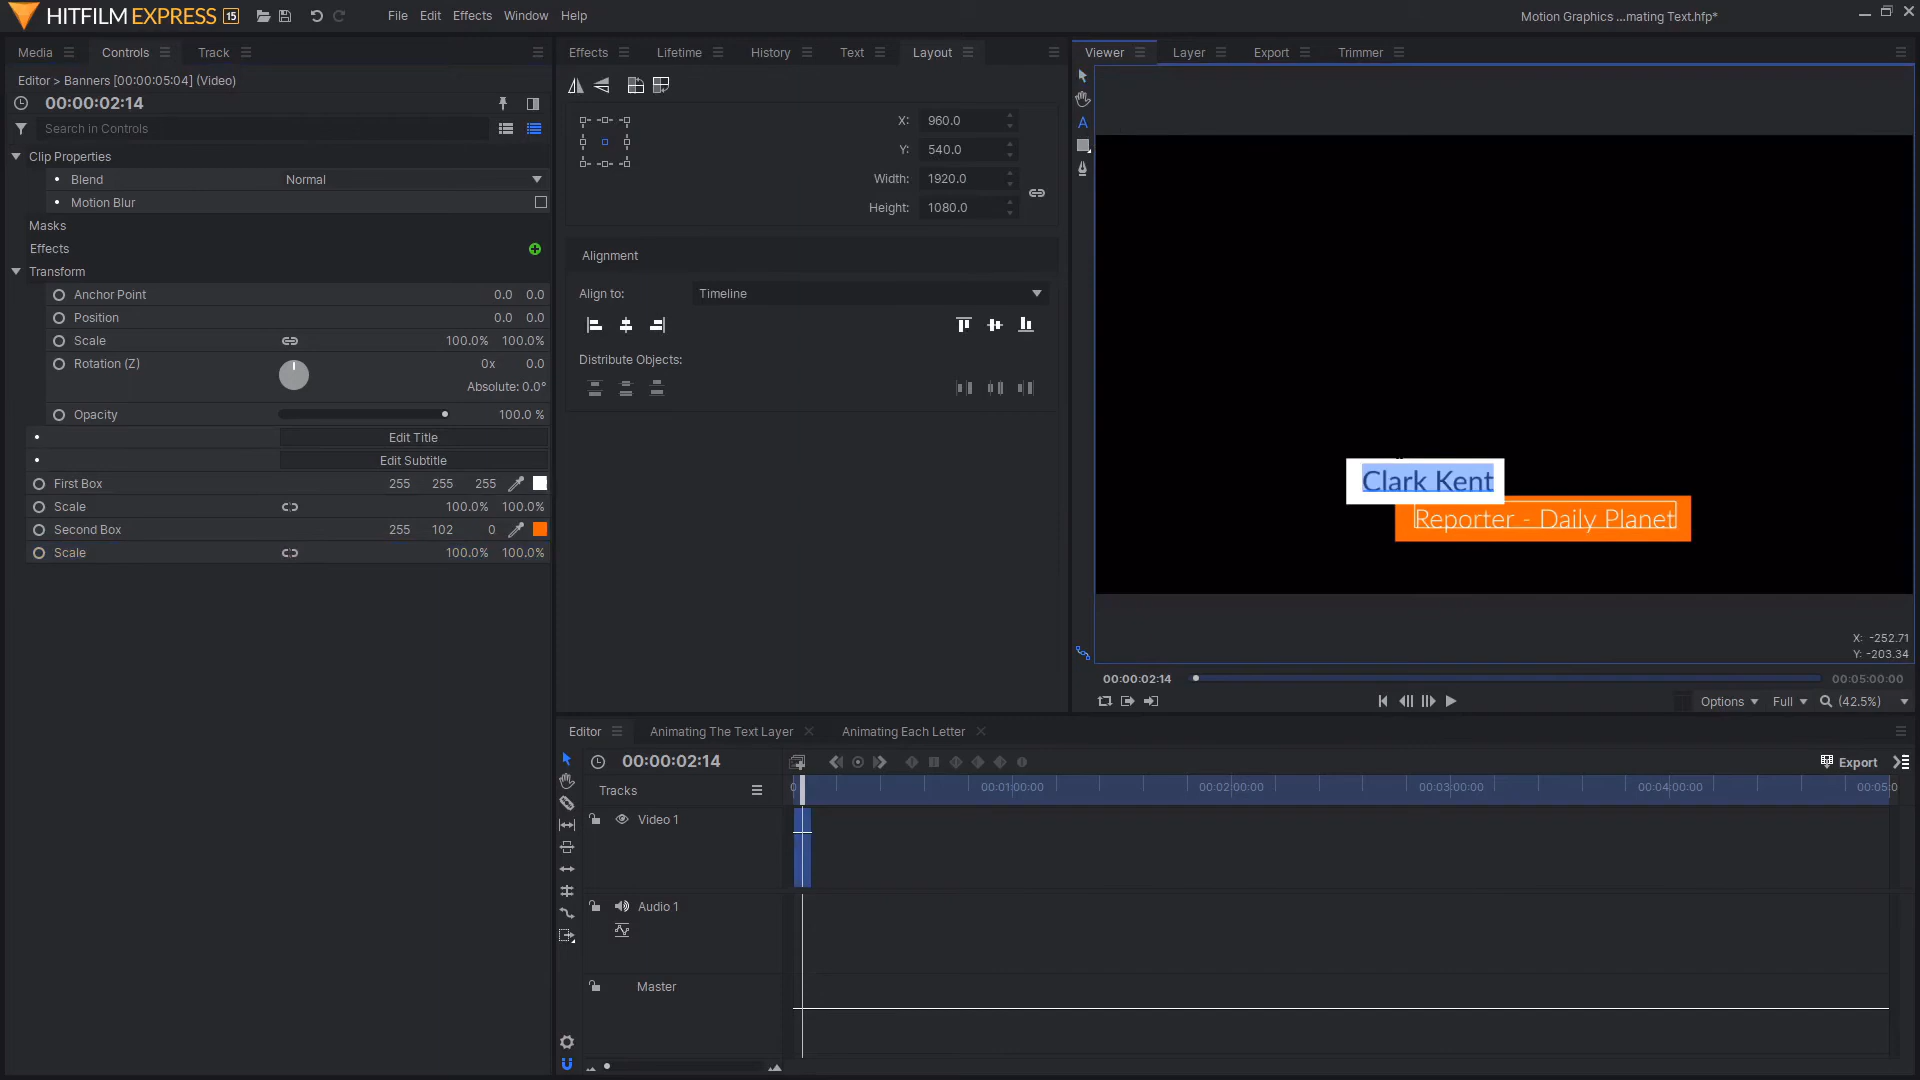 HITFILM EXPRESS 15
File Edit Effects Window Help
Motion Graphics ...mating Text.hfp*
Media Controls Track
Editor > Banners [00:00:05:04] (Video)
00:00:02:14
Search in Controls
Clip Properties
Blend Normal
Motion Blur
Masks
Effects
Transform
Anchor Point 0.0 0.0
Position 0.0 0.0
Scale 100.0% 100.0%
Rotation (Z) 0x 0.0
Absolute: 0.0°
Opacity 100.0 %
Edit Title
Edit Subtitle
First Box 255 255 255
Scale 100.0% 100.0%
Second Box 255 102 0
Scale 100.0% 100.0%
Effects Lifetime History Text Layout
X: 960.0
Y: 540.0
Width: 1920.0
Height: 1080.0
Alignment
Align to: Timeline
Distribute Objects:
Viewer Layer Export Trimmer
A
Clark Kent
Reporter - Daily Planet
X: -252.71
Y: -203.34
00:00:02:14 00:05:00:00
Options Full (42.5%)
Editor Animating The Text Layer Animating Each Letter
00:00:02:14
Export
Tracks 0 00:01:00:00 00:02:00:00 00:03:00:00 00:04:00:00 00:05:0
Video 1
Audio 1
Master